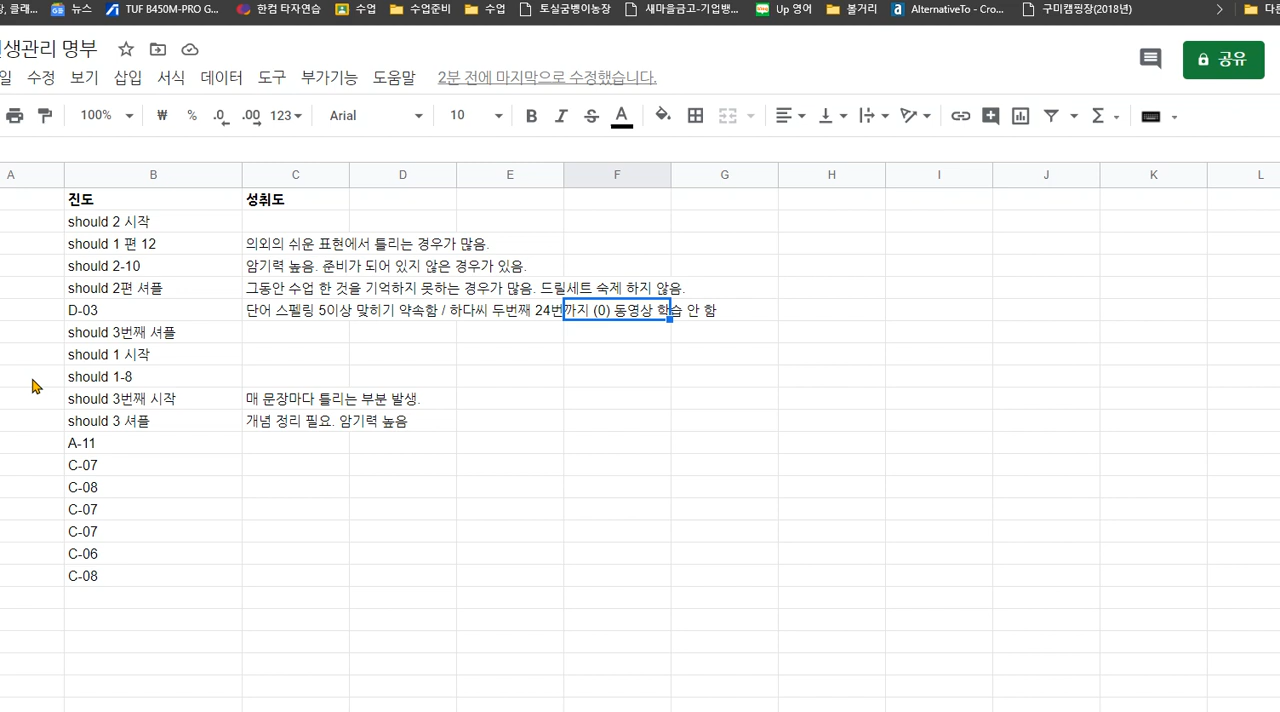 뉴스 TUF B450M-PRO G... 한컴 타자연습 수업 수업준비 수업 토실굼벵이농장 새마을금고-기업뱅... Up 영어 볼거리 AlternativeTo - Cro... 구미캠핑장(2018년)
생관리 명부
일 수정 보기 삽입 서식 데이터 도구 부가기능 도움말 2분 전에 마지막으로 수정했습니다.
공유
100% ₩ % .0 .00 123 Arial 10 B I S A
A B C D E F G H I J K L
진도 성취도
should 2 시작
should 1 편 12 의외의 쉬운 표현에서 틀리는 경우가 많음.
should 2-10 암기력 높음. 준비가 되어 있지 않은 경우가 있음.
should 2편 셔플 그동안 수업 한 것을 기억하지 못하는 경우가 많음. 드릴세트 숙제 하지 않음.
D-03 단어 스펠링 5이상 맞히기 약속함 / 하다씨 두번째 24번까지 (0) 동영상 학습 안 함
should 3번째 셔플
should 1 시작
should 1-8
should 3번째 시작 매 문장마다 틀리는 부분 발생.
should 3 셔플 개념 정리 필요. 암기력 높음
A-11
C-07
C-08
C-07
C-07
C-06
C-08